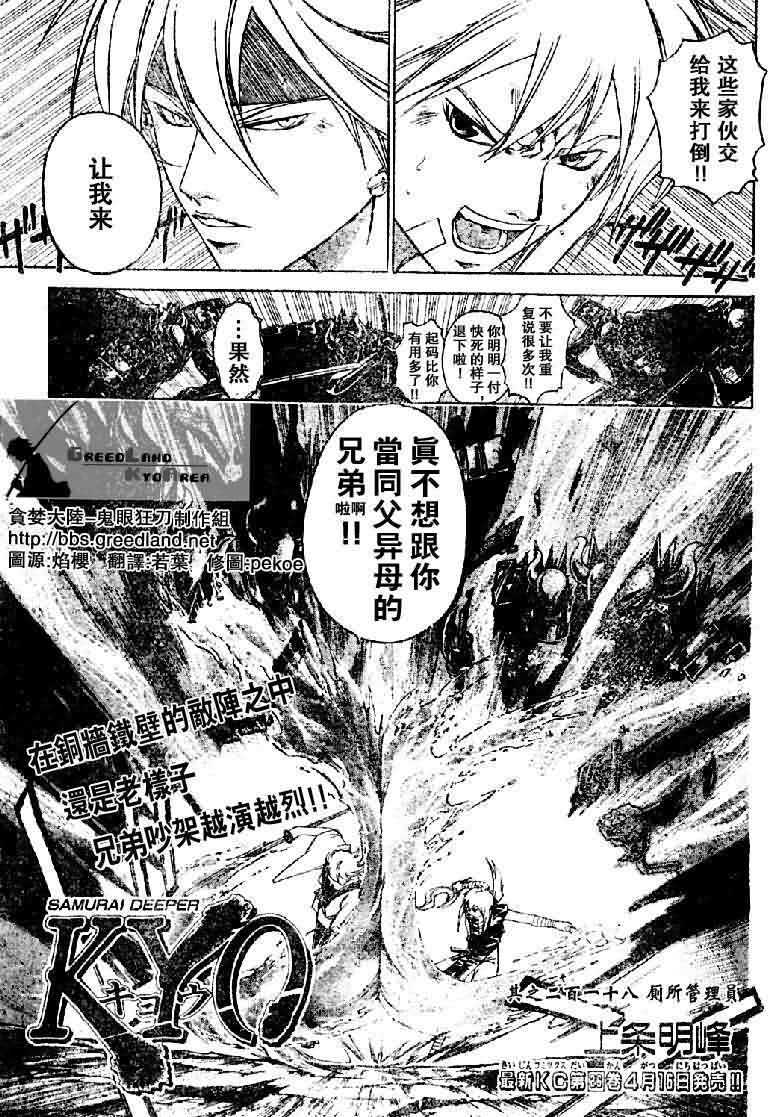 这些家伙交
给我来打倒!!
让我来
不要让我重
复说很多次!!
你明明一付
快死的样子,
退下啦!
起码比你
有用多了!!
…果然
眞不想跟你
當同父异母的
兄弟啦啊!!
GREEDLAND
KYOAREA
貪婪大陸-鬼眼狂刀制作組
http://bbs.greedland.net
圖源:焰櫻 翻譯:若葉 修圖:pekoe
在銅牆鐵壁的敵陣之中
還是老樣子
兄弟吵架越演越烈!!
SAMURAI DEEPER
KYO
キョウ
其之二百一十八 厠所管理員
上条明峰
最新KC第26巻4月16日発売!!